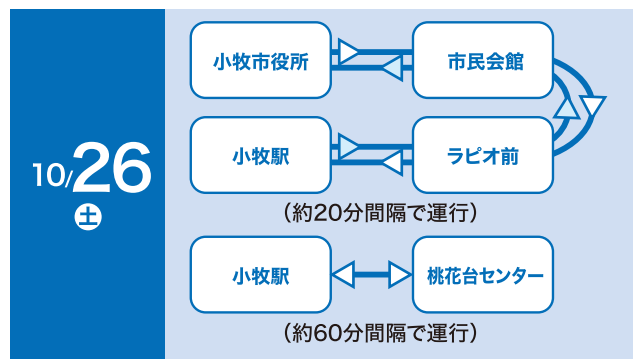 10/26
土
小牧市役所
市民会館
小牧駅
ラピオ前
（約20分間隔で運行）
小牧駅
桃花台センター
（約60分間隔で運行）